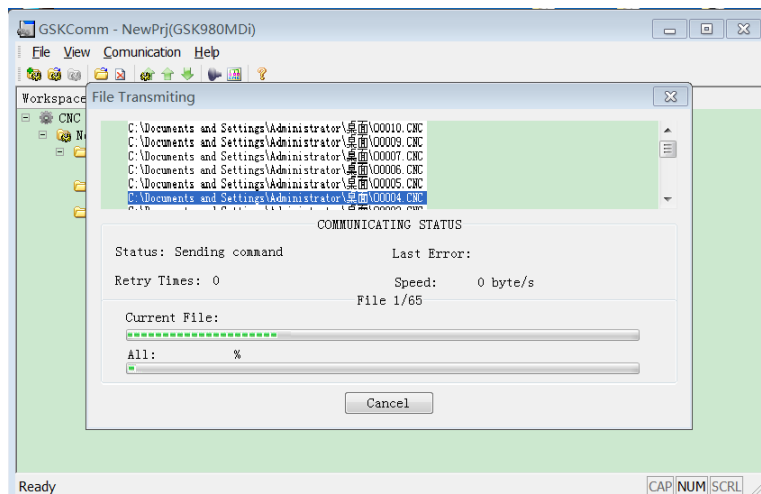 GSKComm - NewPrj(GSK980MDi)
File View Comunication Help
Workspace
File Transmiting
CNC
C:\Documents and Settings\Administrator\桌面\O0010.CNC
C:\Documents and Settings\Administrator\桌面\O0009.CNC
C:\Documents and Settings\Administrator\桌面\O0007.CNC
C:\Documents and Settings\Administrator\桌面\O0006.CNC
C:\Documents and Settings\Administrator\桌面\O0005.CNC
C:\Documents and Settings\Administrator\桌面\O0004.CNC
COMMUNICATING STATUS
Status: Sending command
Last Error:
Retry Times: 0
Speed: 0 byte/s
File 1/65
Current File:
All: %
Cancel
Ready
CAP NUM SCRL